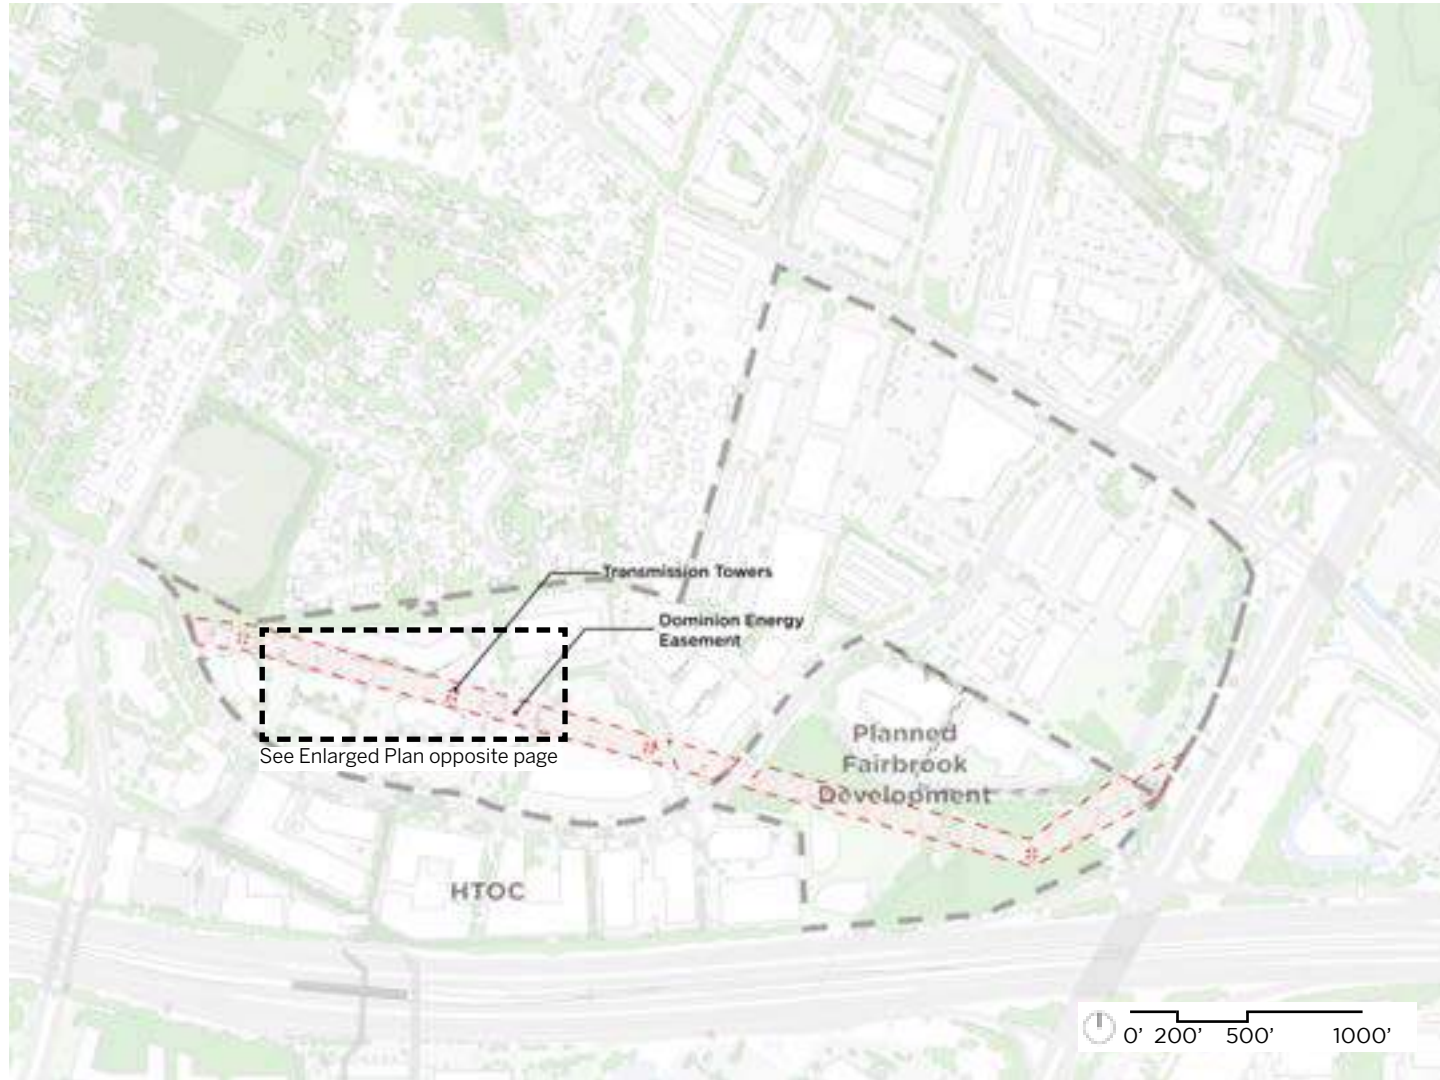 Transmission Towers
Dominion Energy
Easement
See Enlarged Plan opposite page
Planned
Fairbrook
Development
HTOC
0' 200' 500' 1000'